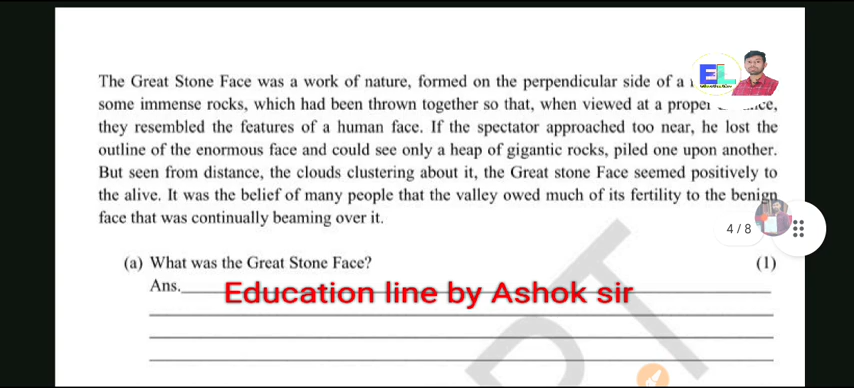 The Great Stone Face was a work of nature, formed on the perpendicular side of a
EL
some immense rocks, which had been thrown together so that, when viewed at a proper
they resembled the features of a human face. If the spectator approached too near, he lost the
outline of the enormous face and could see only a heap of gigantic rocks, piled one upon another.
But seen from distance, the clouds clustering about it, the Great stone Face seemed positively to
the alive. It was the belief of many people that the valley owed much of its fertility to the benign
face that was continually beaming over it.
4/8
(a) What was the Great Stone Face? (1)
Ans.
Education line by Ashok sir
PT